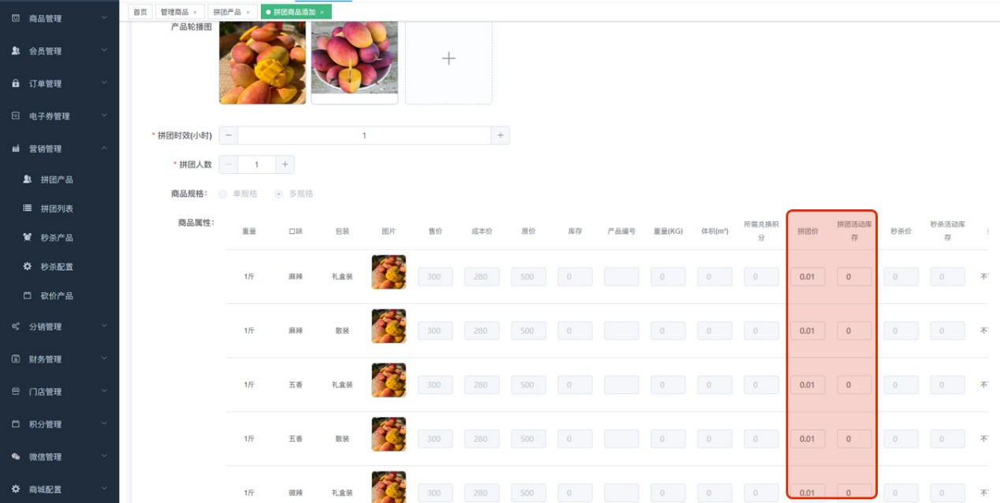 首页 管理商品 × 拼团产品 × 拼团商品添加 ×
商品管理
会员管理
订单管理
电子券管理
营销管理
拼团产品
拼团列表
秒杀产品
秒杀配置
砍价产品
分销管理
财务管理
门店管理
积分管理
微信管理
商城配置
产品轮播图
* 拼团时效(小时) − 1 +
* 拼团人数 − 1 +
商品规格: 单规格 多规格
商品属性:
重量 口味 包装 图片 售价 成本价 原价 库存 产品编号 重量(KG) 体积(m³) 所需兑换积分 拼团价 拼团活动库存 秒杀价 秒杀活动库存
1斤 麻辣 礼盒装 300 280 500 0 0 0 0 0.01 0 0 0 不
1斤 麻辣 散装 300 280 500 0 0 0 0 0.01 0 0 0 不
1斤 五香 礼盒装 300 280 500 0 0 0 0 0.01 0 0 0 不
1斤 五香 散装 300 280 500 0 0 0 0 0.01 0 0 0 不
1斤 微辣 礼盒装 300 280 500 0 0 0 0 0.01 0 0 0 不